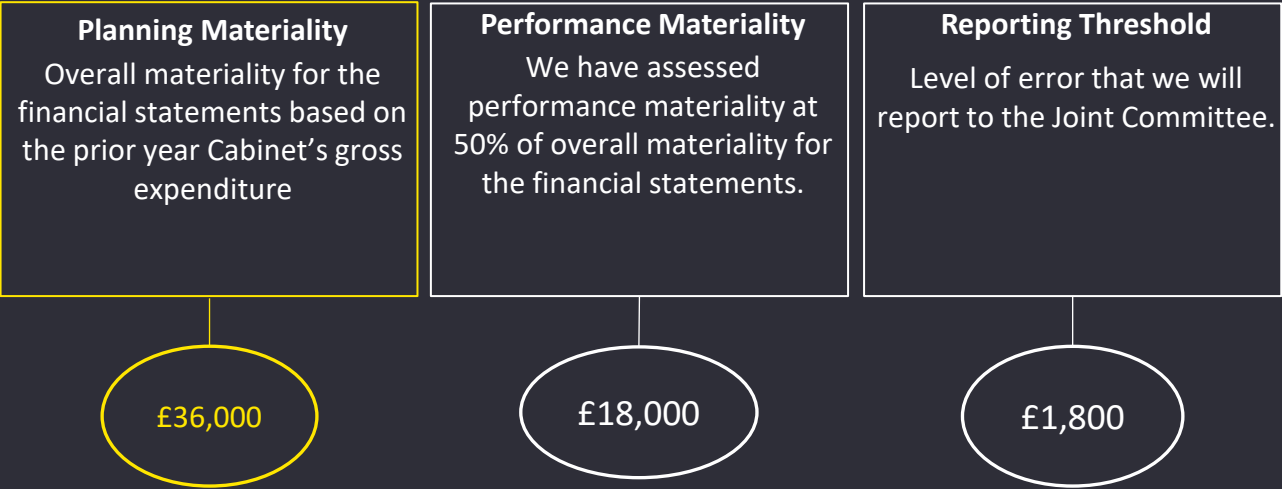 Planning Materiality
Overall materiality for the
financial statements based on
the prior year Cabinet’s gross
expenditure
£36,000
Performance Materiality
We have assessed
performance materiality at
50% of overall materiality for
the financial statements.
£18,000
Reporting Threshold
Level of error that we will
report to the Joint Committee.
£1,800